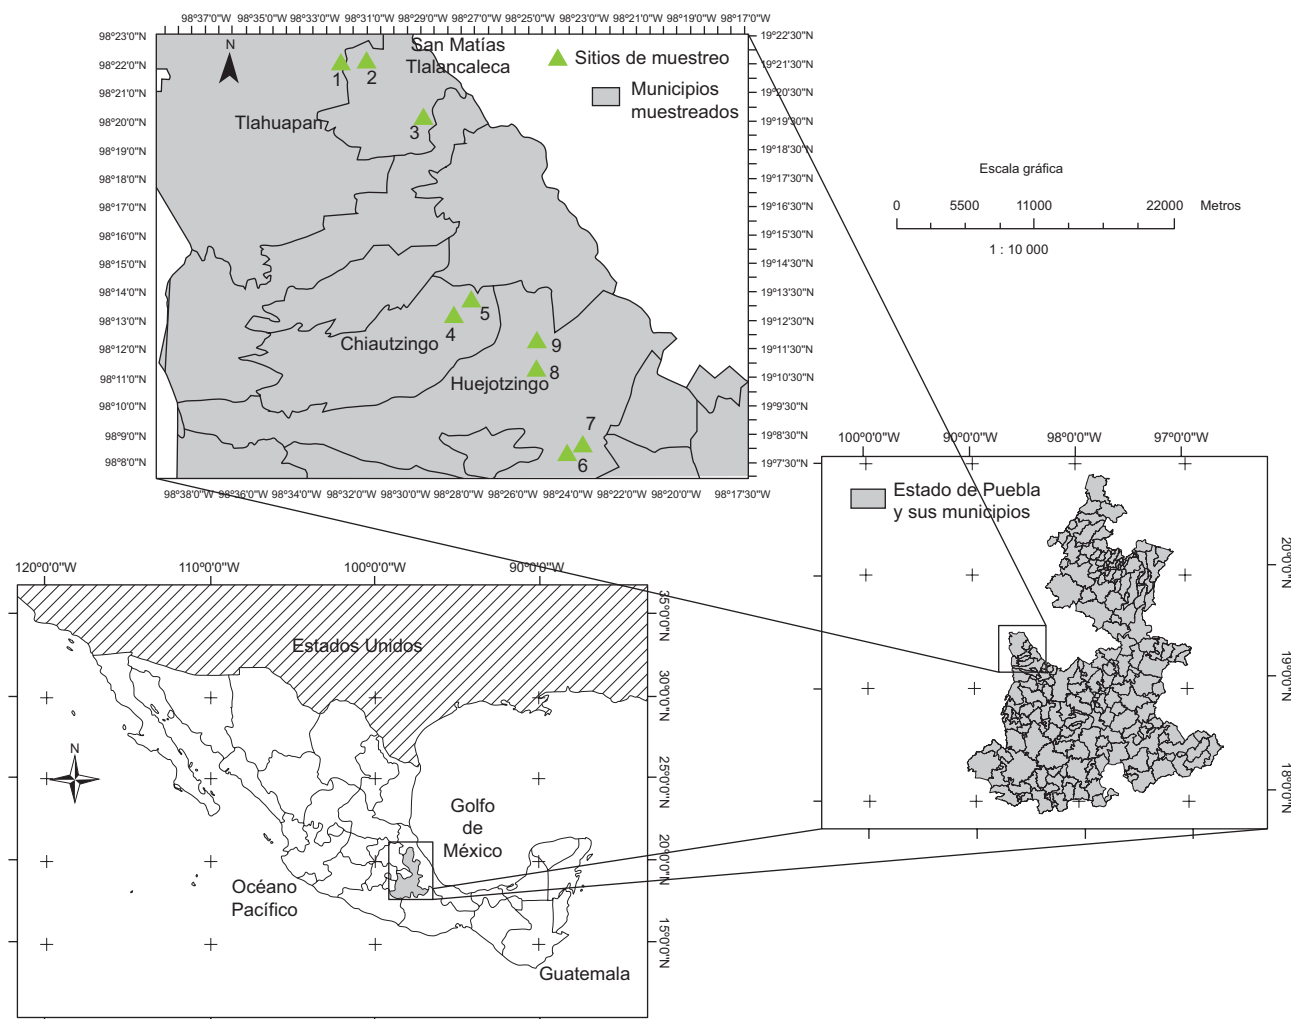 98°37'0"W 98°35'0"W 98°33'0"W 98°31'0"W 98°29'0"W 98°27'0"W 98°25'0"W 98°23'0"W 98°21'0"W 98°19'0"W 98°17'0"W
98°23'0"N
98°22'0"N
98°21'0"N
98°20'0"N
98°19'0"N
98°18'0"N
98°17'0"N
98°16'0"N
98°15'0"N
98°14'0"N
98°13'0"N
98°12'0"N
98°11'0"N
98°10'0"N
98°9'0"N
98°8'0"N
N
San Matías
Tlalancaleca
1
2
Tlahuapan
3
Sitios de muestreo
Municipios
muestreados
5
4
Chiautzingo
9
8
Huejotzingo
7
6
19°22'30"N
19°21'30"N
19°20'30"N
19°19'30"N
19°18'30"N
19°17'30"N
19°16'30"N
19°15'30"N
19°14'30"N
19°13'30"N
19°12'30"N
19°11'30"N
19°10'30"N
19°9'30"N
19°8'30"N
19°7'30"N
98°38'0"W 98°36'0"W 98°34'0"W 98°32'0"W 98°30'0"W 98°28'0"W 98°26'0"W 98°24'0"W 98°22'0"W 98°20'0"W 98°17'30"W
Escala gráfica
0 5500 11000 22000 Metros
1 : 10 000
100°0'0"W 99°0'0"W 98°0'0"W 97°0'0"W
Estado de Puebla
y sus municipios
20°0'0"N
19°0'0"N
18°0'0"N
120°0'0"W 110°0'0"W 100°0'0"W 90°0'0"W
Estados Unidos
N
Golfo
de
México
Océano
Pacífico
Guatemala
35°0'0"N
30°0'0"N
25°0'0"N
20°0'0"N
15°0'0"N